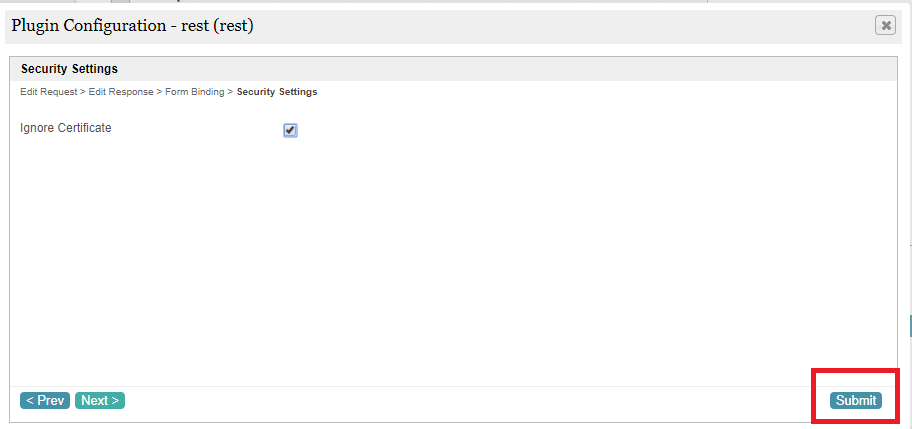 Plugin Configuration - rest (rest)
Security Settings
Edit Request > Edit Response > Form Binding > Security Settings
Ignore Certificate
< Prev Next > Submit